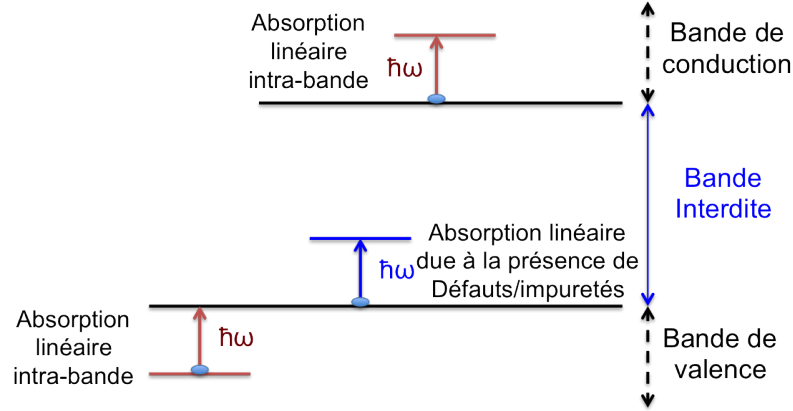 Absorption
linéaire
intra-bande
ħω
Bande de
conduction
Bande
Interdite
Absorption linéaire
due à la présence de
Défauts/impuretés
ħω
Absorption
linéaire
intra-bande
ħω
Bande de
valence